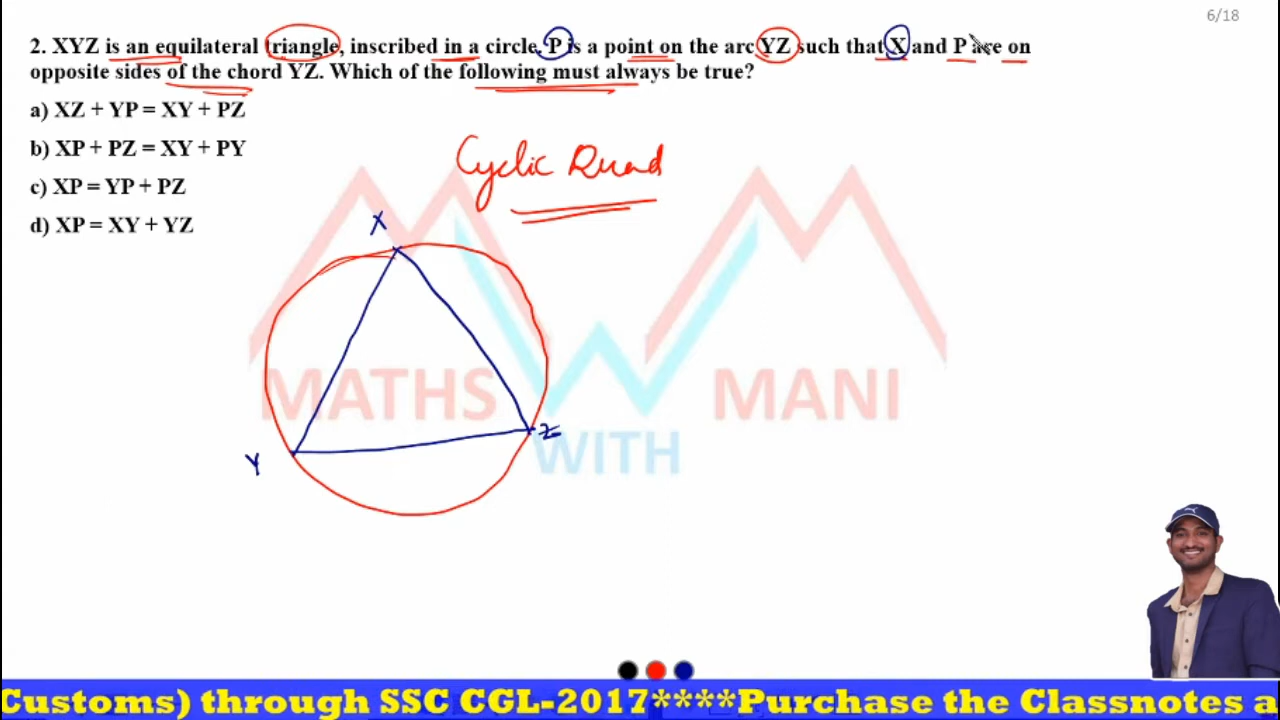 6/18
2. XYZ is an equilateral triangle, inscribed in a circle. P is a point on the arc YZ such that X and P are on
opposite sides of the chord YZ. Which of the following must always be true?
a) XZ + YP = XY + PZ
b) XP + PZ = XY + PY
c) XP = YP + PZ
d) XP = XY + YZ
Cyclic Quad
X
Y
Z
MATHS MANI
WITH
Customs) through SSC CGL-2017****Purchase the Classnotes a